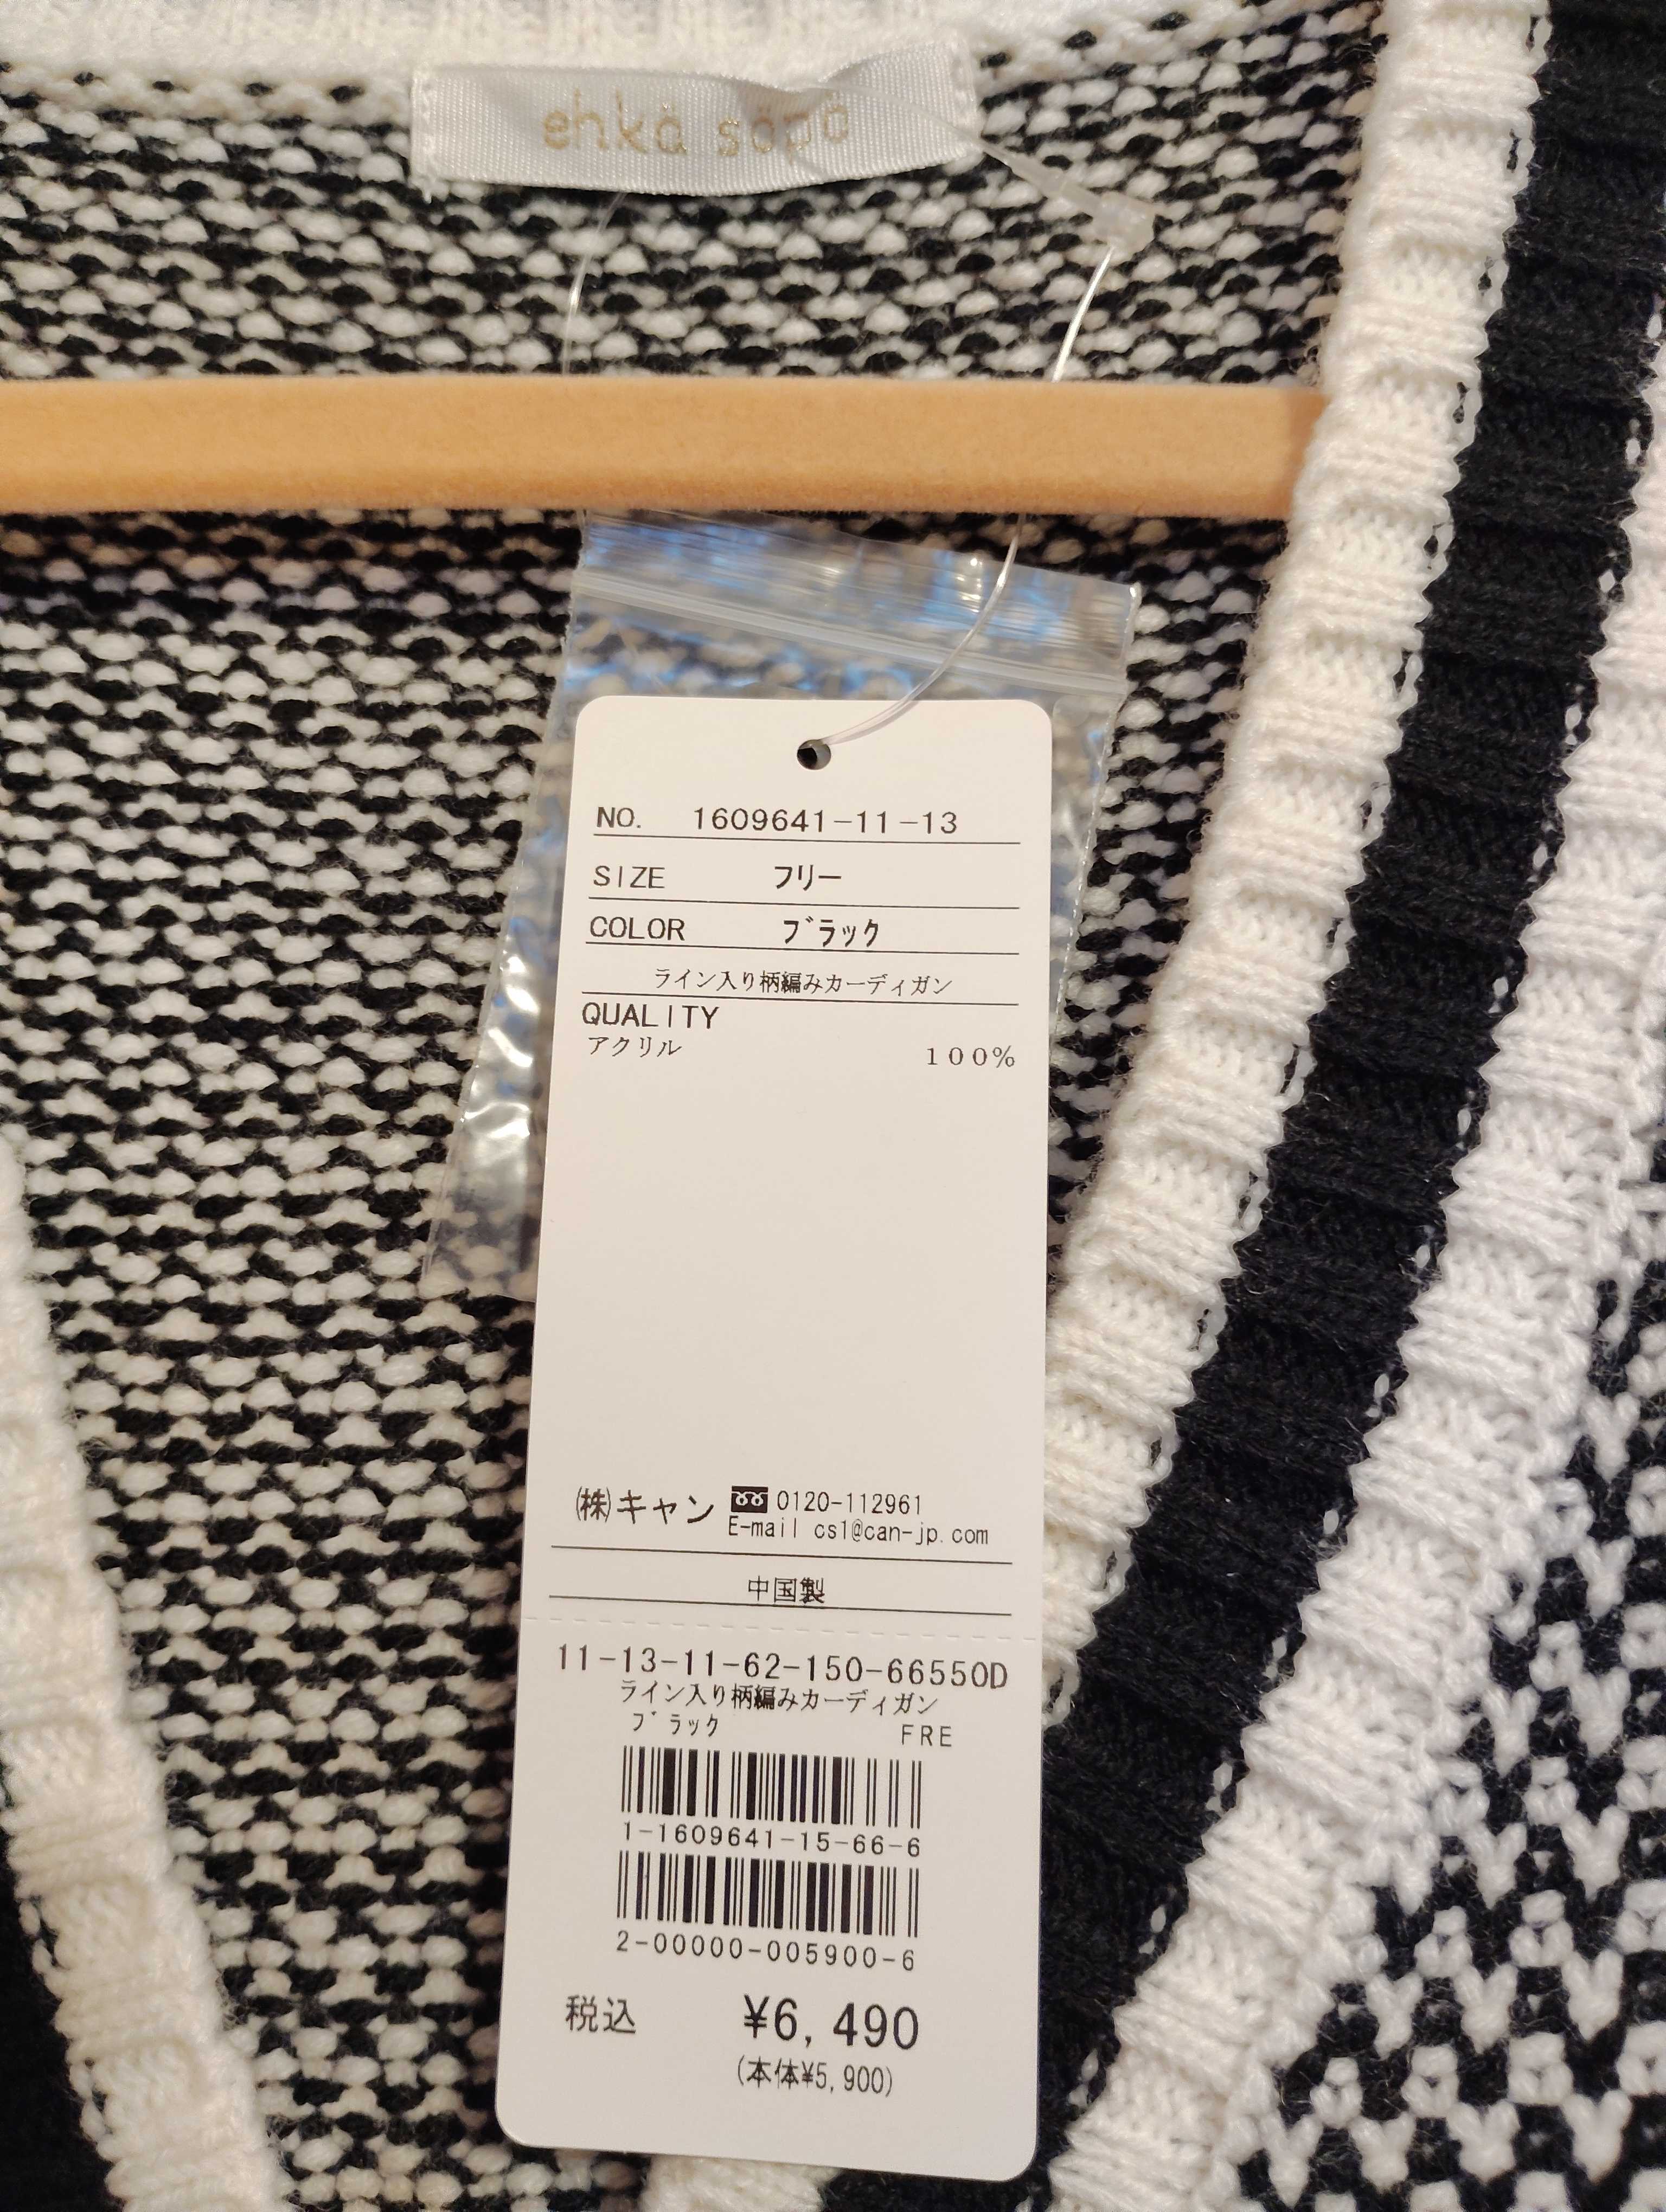 ehka sopo
NO. 1609641-11-13
SIZE フリー
COLOR ブラック
ライン入り柄編みカーディガン
QUALITY
アクリル 100%
㈱キャン 0120-112961
E-mail cs1@can-jp.com
中国製
11-13-11-62-150-66550D
ライン入り柄編みカーディガン
ブラック FRE
1-1609641-15-66-6
2-00000-005900-6
税込 ¥6,490
(本体¥5,900)